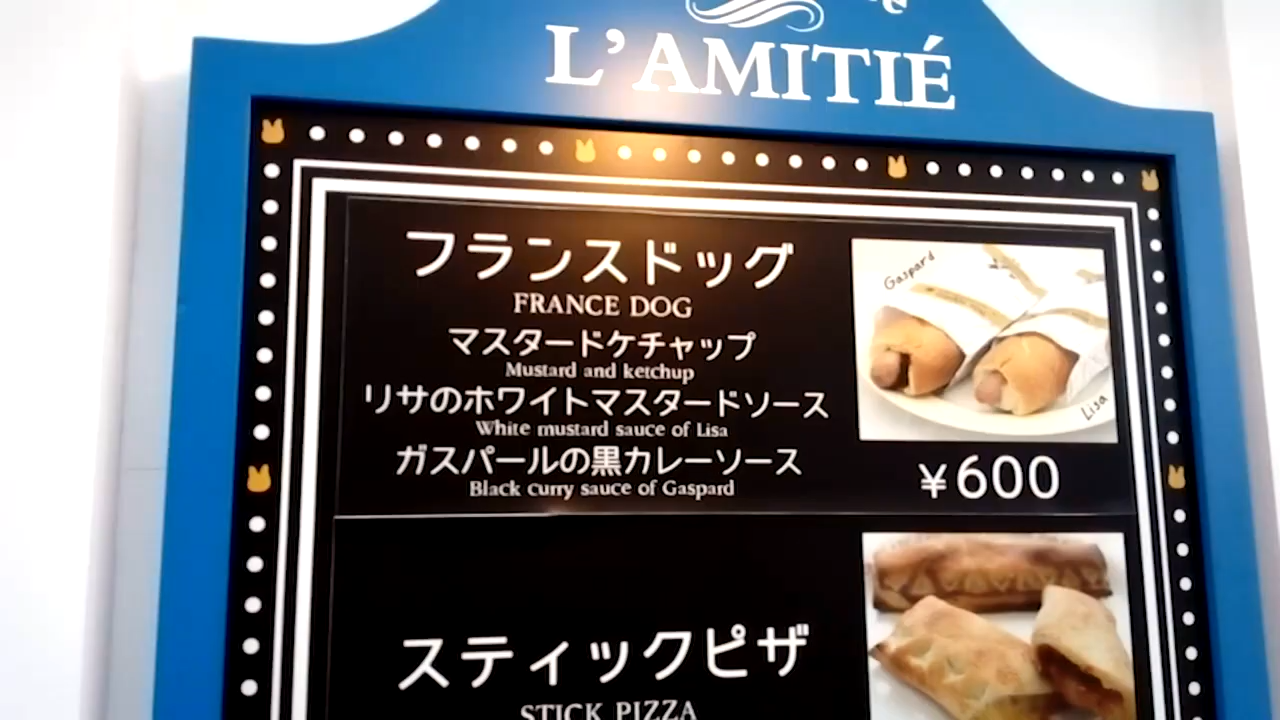 L'AMITIÉ
フランスドッグ
FRANCE DOG
マスタードケチャップ
Mustard and ketchup
リサのホワイトマスタードソース
White mustard sauce of Lisa
ガスパールの黒カレーソース
Black curry sauce of Gaspard
Gaspard
Lisa
¥600
スティックピザ
STICK PIZZA